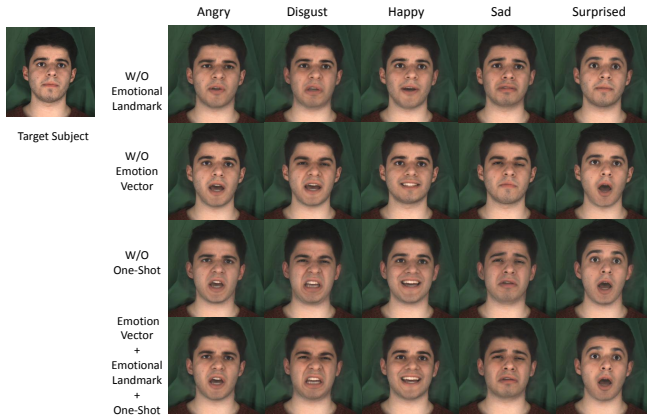 Angry Disgust Happy Sad Surprised
W/O
Emotional
Landmark
Target Subject
W/O
Emotion
Vector
W/O
One-Shot
Emotion
Vector
+
Emotional
Landmark
+
One-Shot